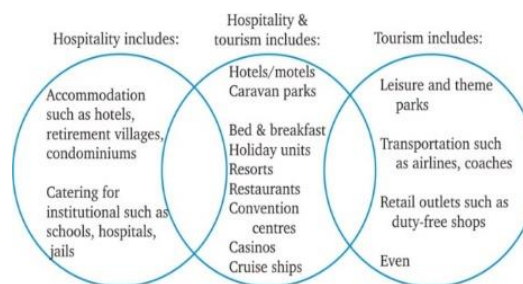 Hospitality includes:
Accommodation
such as hotels,
retirement villages,
condominiums
Catering for
institutional such as
schools, hospitals,
jails
Hospitality &
tourism includes:
Hotels/motels
Caravan parks
Bed & breakfast
Holiday units
Resorts
Restaurants
Convention
centres
Casinos
Cruise ships
Tourism includes:
Leisure and theme
parks
Transportation such
as airlines, coaches
Retail outlets such as
duty-free shops
Even